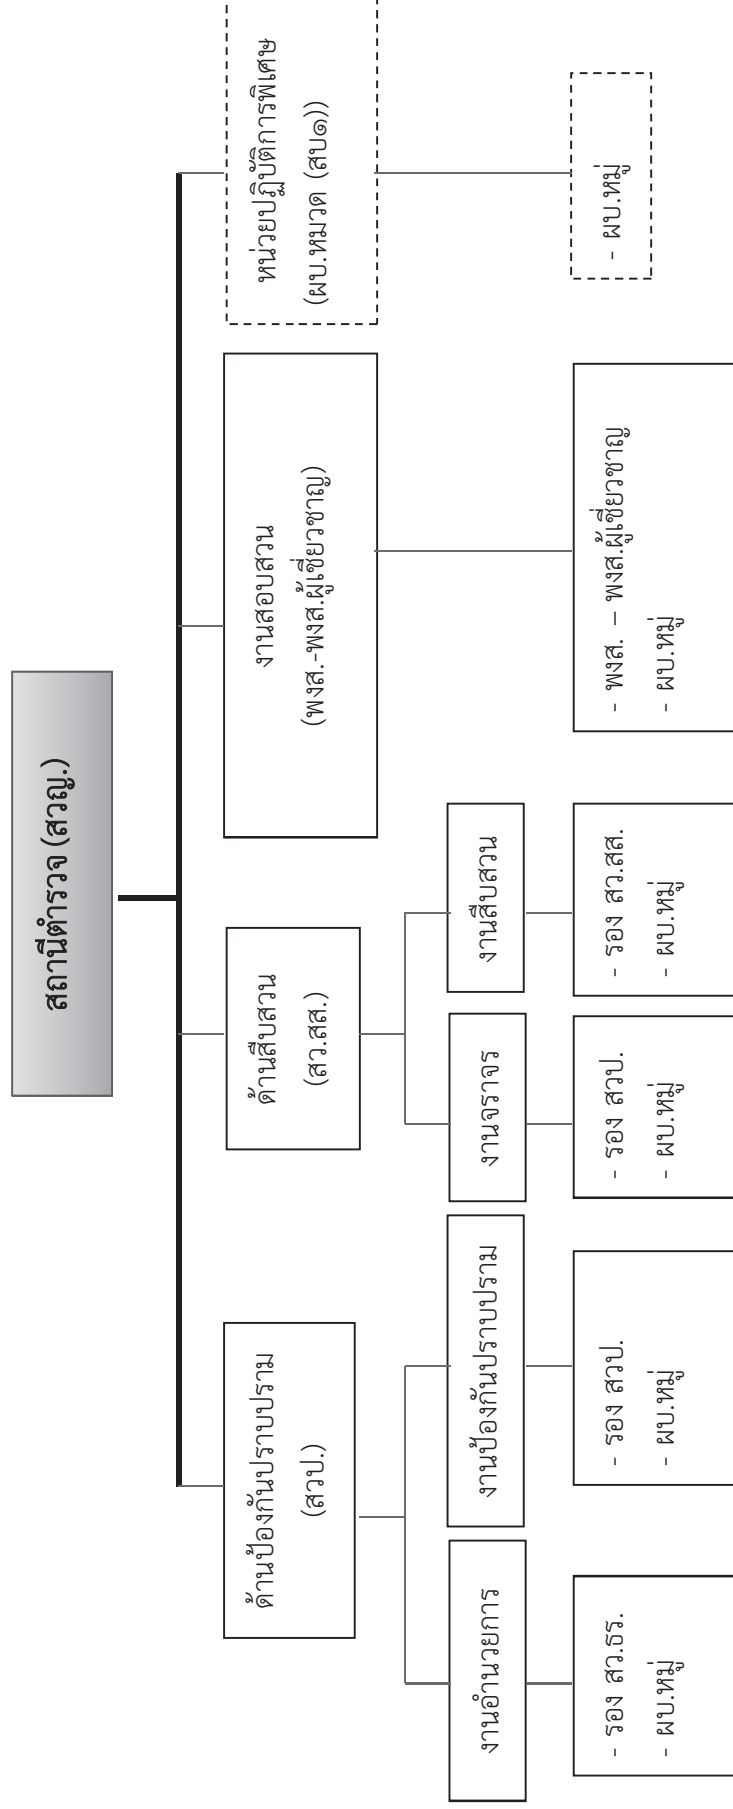 สถานีตำรวจ (สวญ.)
ด้านป้องกันปราบปราม
(สวป.)
ด้านสืบสวน
(สว.สส.)
งานสอบสวน
(พงส.-พงส.ผู้เชี่ยวชาญ)
หน่วยปฏิบัติการพิเศษ
(ผบ.หมวด (สบ๑))
งานอำนวยการ
งานป้องกันปราบปราม
งานจราจร
งานสืบสวน
- รอง สว.ธร.
- ผบ.หมู่
- รอง สวป.
- ผบ.หมู่
- รอง สวป.
- ผบ.หมู่
- รอง สว.สส.
- ผบ.หมู่
- พงส. – พงส.ผู้เชี่ยวชาญ
- ผบ.หมู่
- ผบ.หมู่